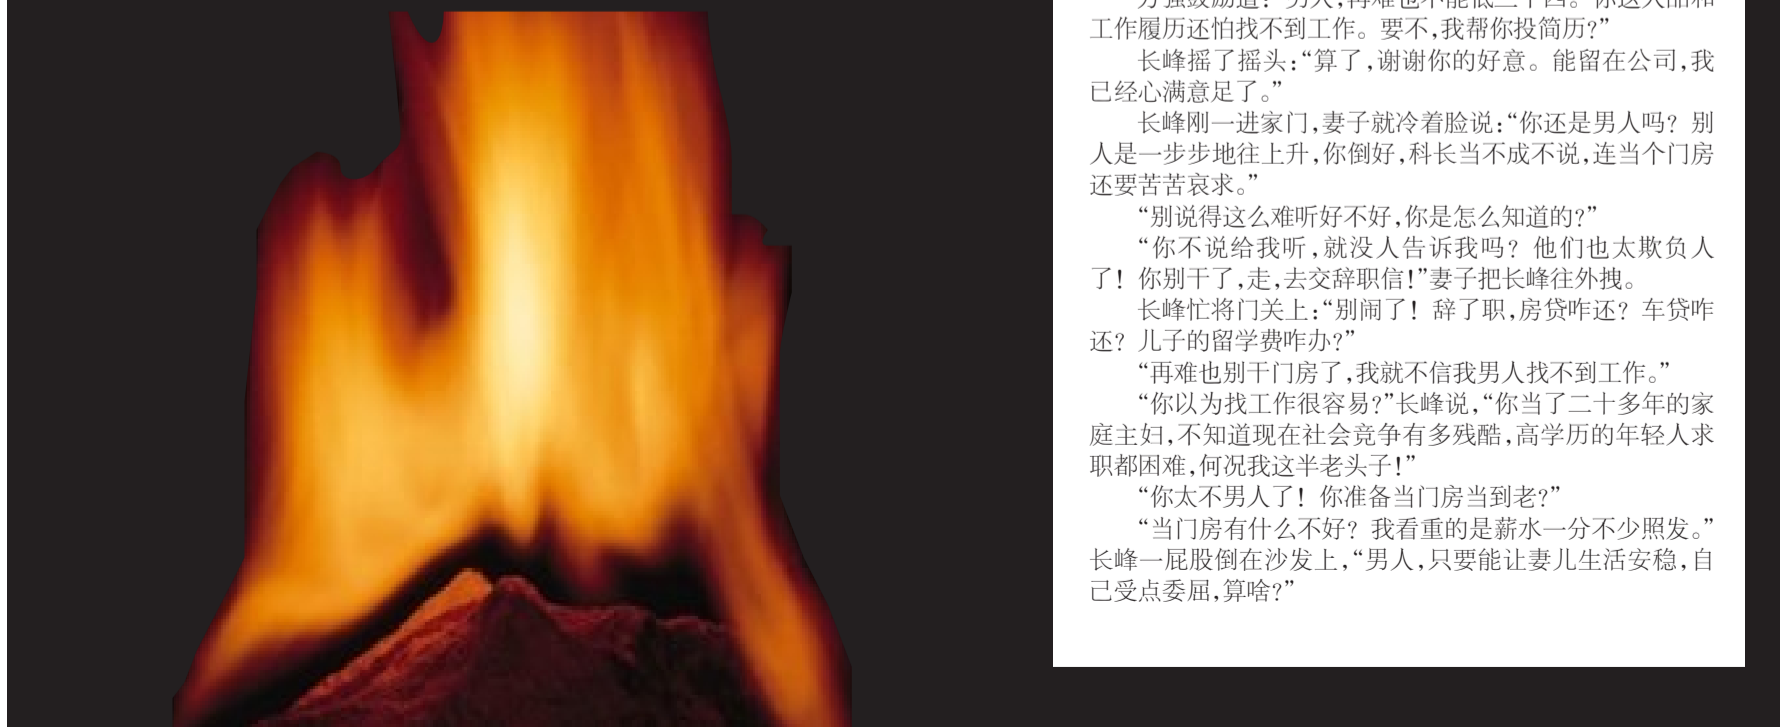 工作履历还怕找不到工作。要不,我帮你投简历?”
长峰摇了摇头:“算了,谢谢你的好意。能留在公司,我
已经心满意足了。”
长峰刚一进家门,妻子就冷着脸说:“你还是男人吗?别
人是一步步地往上升,你倒好,科长当不成不说,连当个门房
还要苦苦哀求。”
“别说得这么难听好不好,你是怎么知道的?”
“你不说给我听,就没人告诉我吗?他们也太欺负人
了!你别干了,走,去交辞职信!”妻子把长峰往外拽。
长峰忙将门关上:“别闹了!辞了职,房贷咋还?车贷咋
还?儿子的留学费咋办?”
“再难也别干门房了,我就不信我男人找不到工作。”
“你以为找工作很容易?”长峰说,“你当了二十多年的家
庭主妇,不知道现在社会竞争有多残酷,高学历的年轻人求
职都困难,何况我这半老头子!”
“你太不男人了!你准备当门房当到老?”
“当门房有什么不好?我看重的是薪水一分不少照发。”
长峰一屁股倒在沙发上,“男人,只要能让妻儿生活安稳,自
己受点委屈,算啥?”